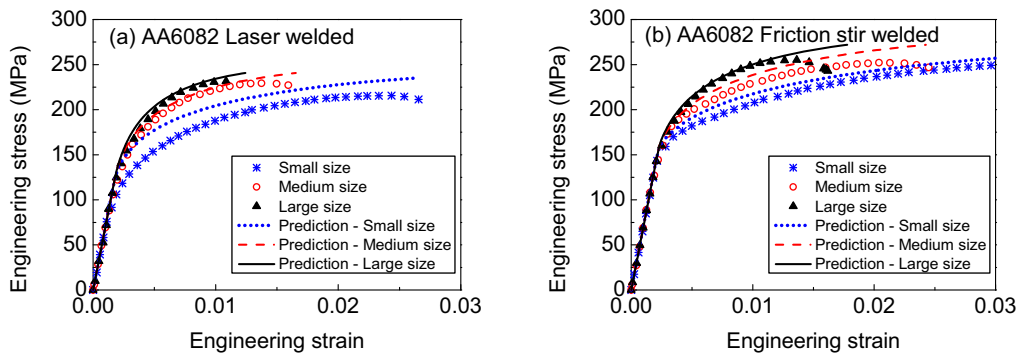 (a) AA6082 Laser welded
Engineering stress (MPa)
300
250
200
150
100
50
0
0.00
0.01
0.02
0.03
Engineering strain
Small size
Medium size
Large size
Prediction - Small size
Prediction - Medium size
Prediction - Large size
(b) AA6082 Friction stir welded
Engineering stress (MPa)
300
250
200
150
100
50
0
0.00
0.01
0.02
0.03
Engineering strain
Small size
Medium size
Large size
Prediction - Small size
Prediction - Medium size
Prediction - Large size